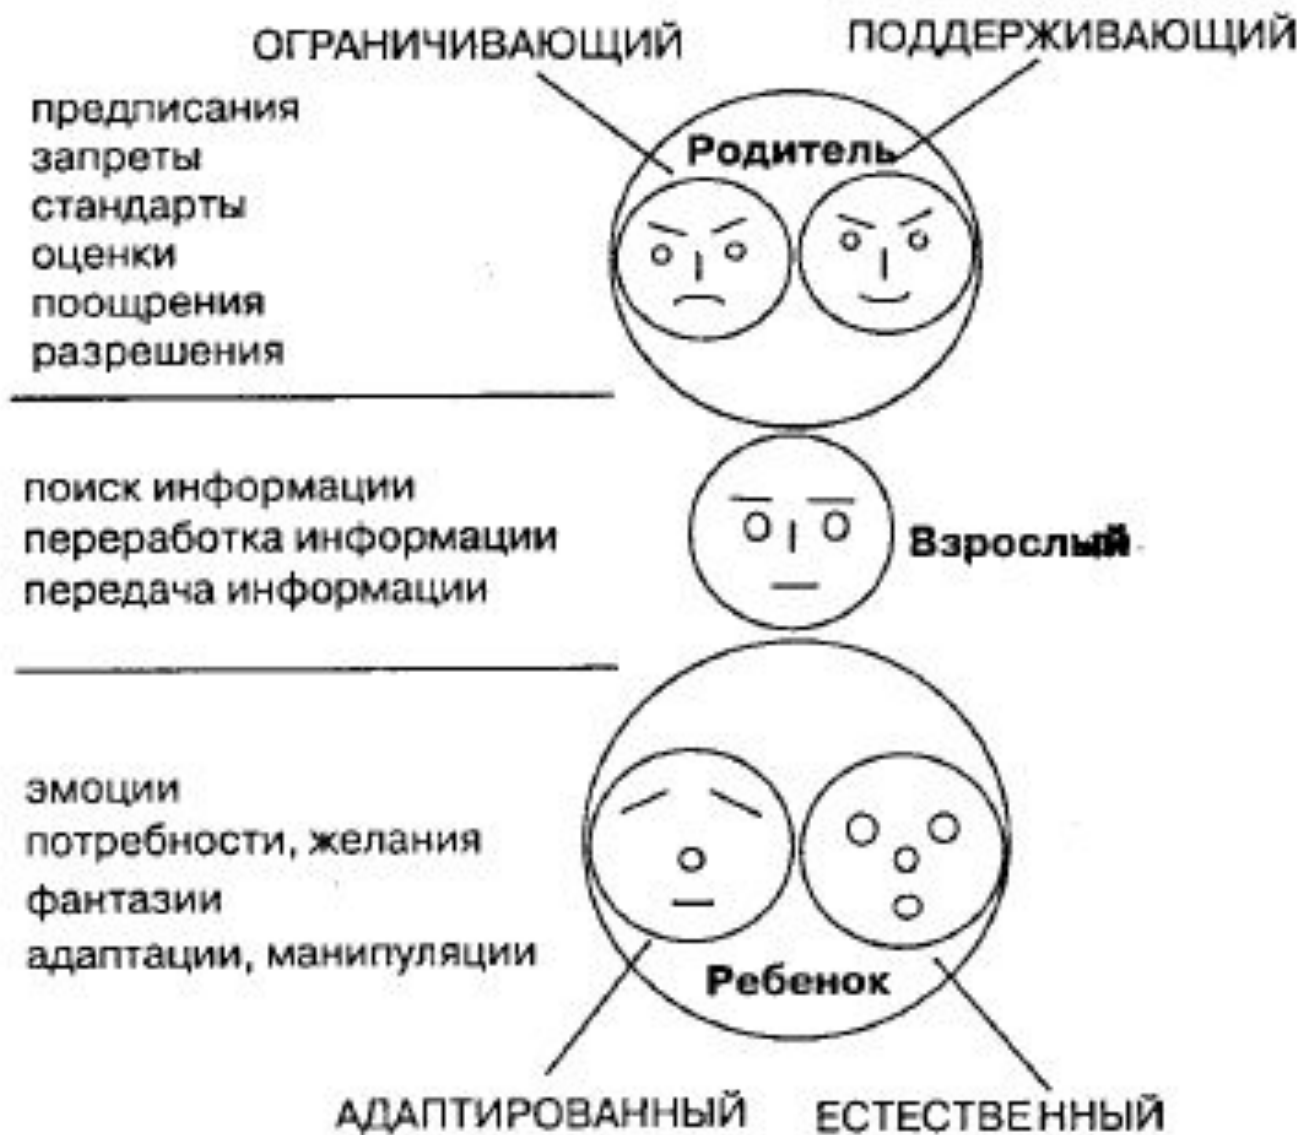 ОГРАНИЧИВАЮЩИЙ
ПОДДЕРЖИВАЮЩИЙ
предписания
запреты
стандарты
оценки
поощрения
разрешения
Родитель
поиск информации
переработка информации
передача информации
Взрослый
эмоции
потребности, желания
фантазии
адаптации, манипуляции
Ребенок
АДАПТИРОВАННЫЙ
ЕСТЕСТВЕННЫЙ